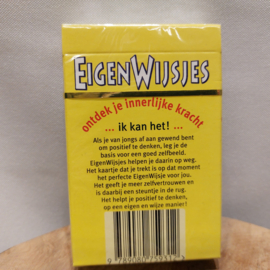 EIGENWIJSJES
ontdek je innerlijke kracht
... ik kan het! ...
Als je van jongs af aan gewend bent
om positief te denken, leg je de
basis voor een goed zelfbeeld.
EigenWijsjes helpen je daarin op weg.
Het kaartje dat je trekt is op dat moment
het perfecte EigenWijsje voor jou.
Het geeft je meer zelfvertrouwen en
is daarbij een steuntje in de rug.
Het helpt je positief te denken,
op een eigen en wijze manier!